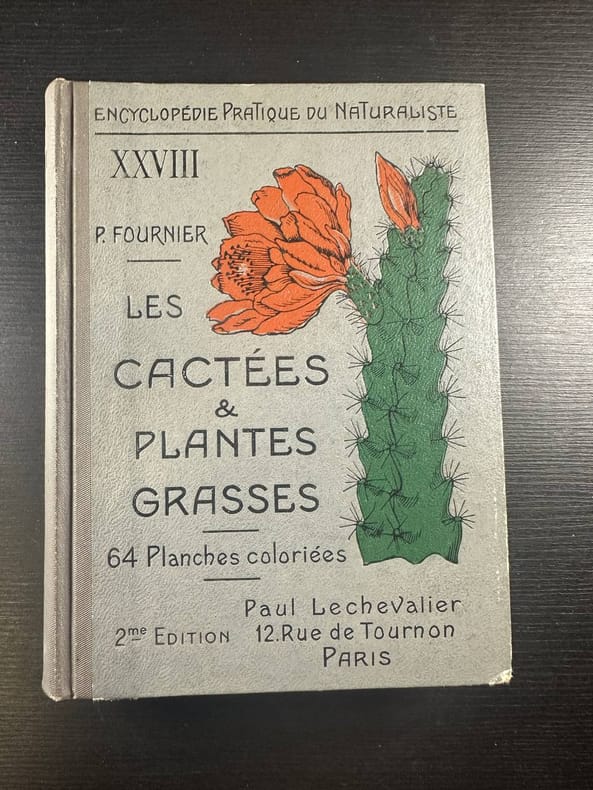 ENCYCLOPÉDIE PRATIQUE DU NATURALISTE
XXVIII
P. FOURNIER
LES
CACTÉES
&
PLANTES
GRASSES
64 Planches coloriées
Paul Lechevalier
2me EDITION 12.Rue de Tournon
PARIS